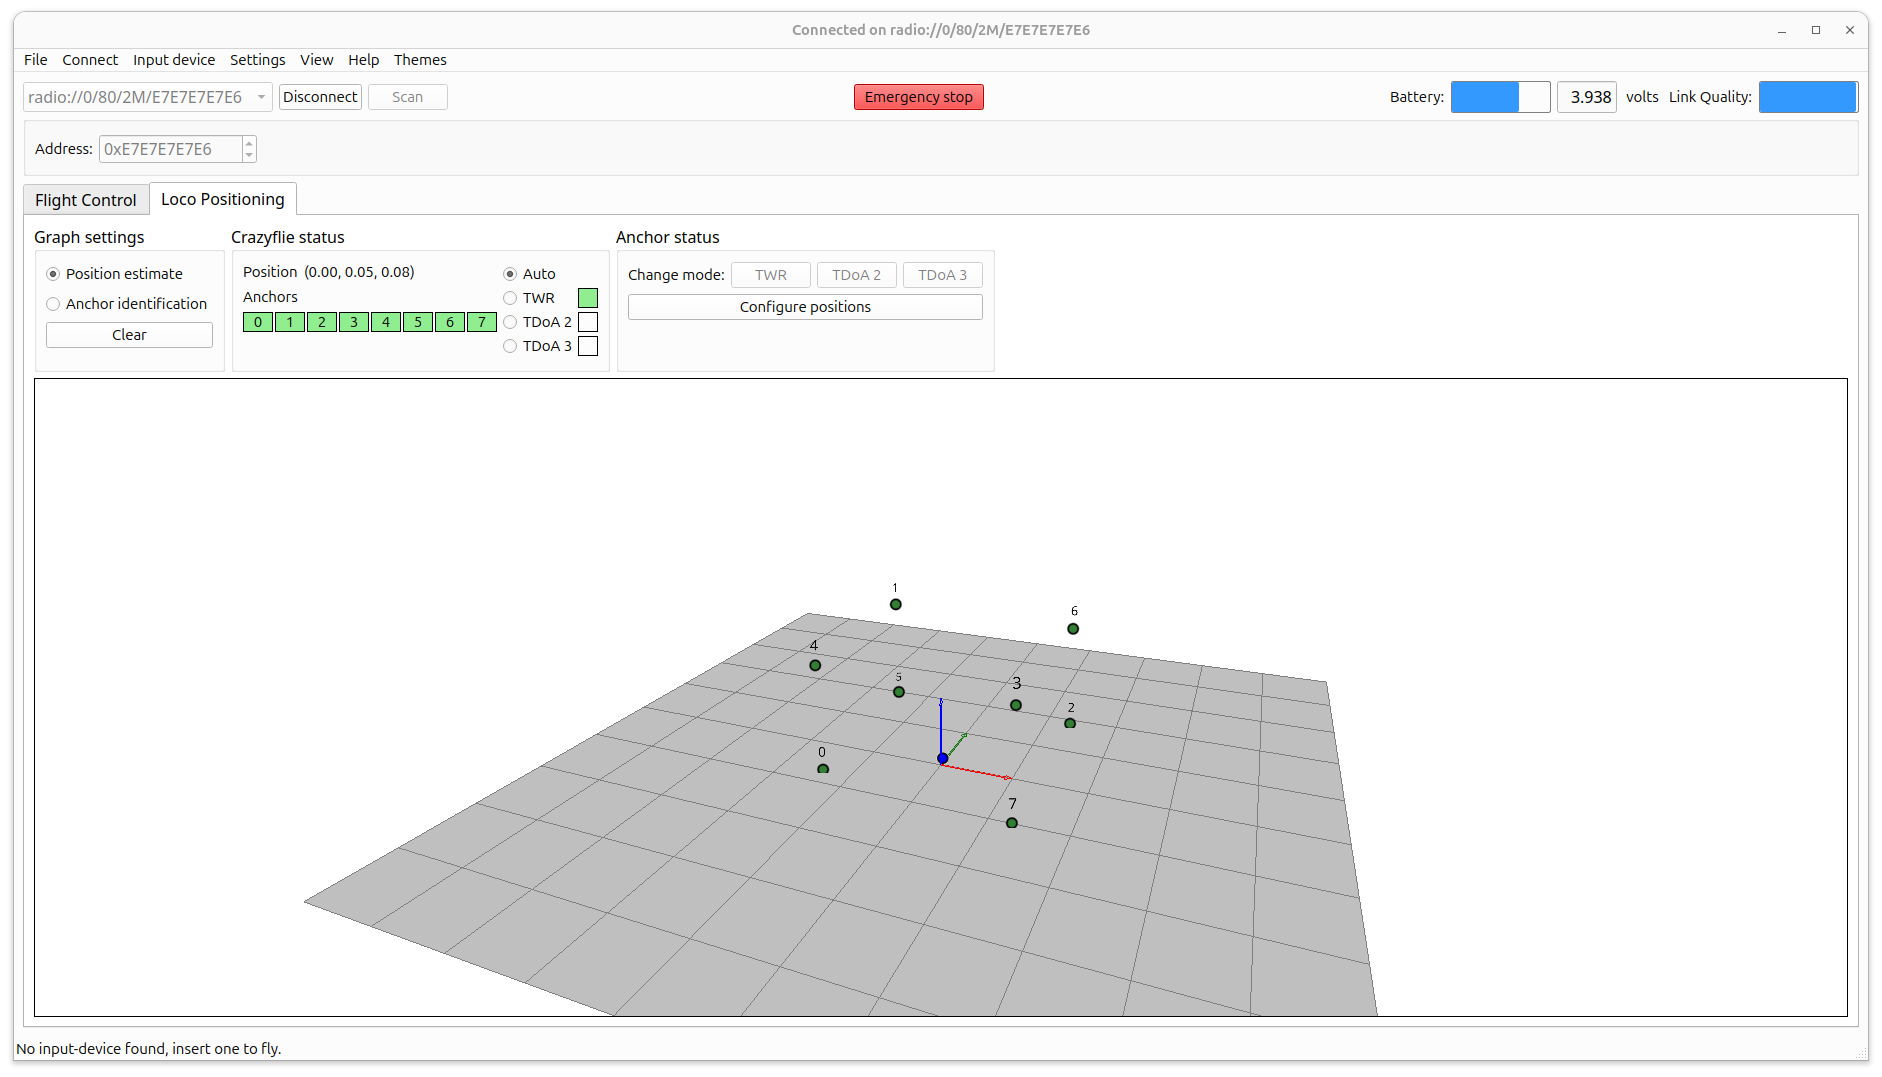 Connected on radio://0/80/2M/E7E7E7E7E6
File Connect Input device Settings View Help Themes
radio://0/80/2M/E7E7E7E7E6 Disconnect Scan Emergency stop Battery: 3.938 volts Link Quality:
Address: 0xE7E7E7E7E6
Flight Control Loco Positioning
Graph settings Crazyflie status Anchor status
Position estimate Position (0.00, 0.05, 0.08) Auto Change mode: TWR TDoA 2 TDoA 3
Anchor identification Anchors TWR Configure positions
Clear 0 1 2 3 4 5 6 7 TDoA 2
TDoA 3
1
6
4
5
3
2
0
7
No input-device found, insert one to fly.